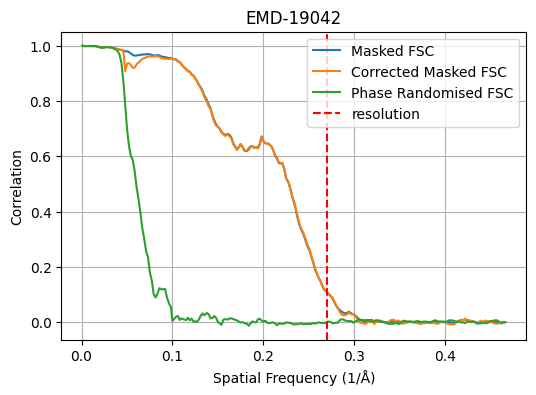 EMD-19042
Masked FSC
Corrected Masked FSC
Phase Randomised FSC
resolution
Correlation
1.0
0.8
0.6
0.4
0.2
0.0
0.0 0.1 0.2 0.3 0.4
Spatial Frequency (1/Å)